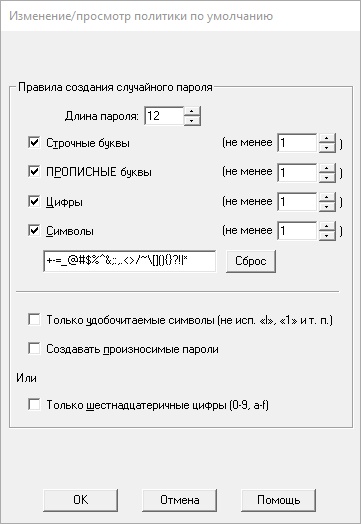 Изменение/просмотр политики по умолчанию
Правила создания случайного пароля
Длина пароля: 12
Строчные буквы (не менее 1 )
ПРОПИСНЫЕ буквы (не менее 1 )
Цифры (не менее 1 )
Символы (не менее 1 )
+-=_@#$%^&;:,.<>/~\[](){}?!|* Сброс
Только удобочитаемые символы (не исп. «l», «1» и т. п.)
Создавать произносимые пароли
Или
Только шестнадцатеричные цифры (0-9, a-f)
OK Отмена Помощь